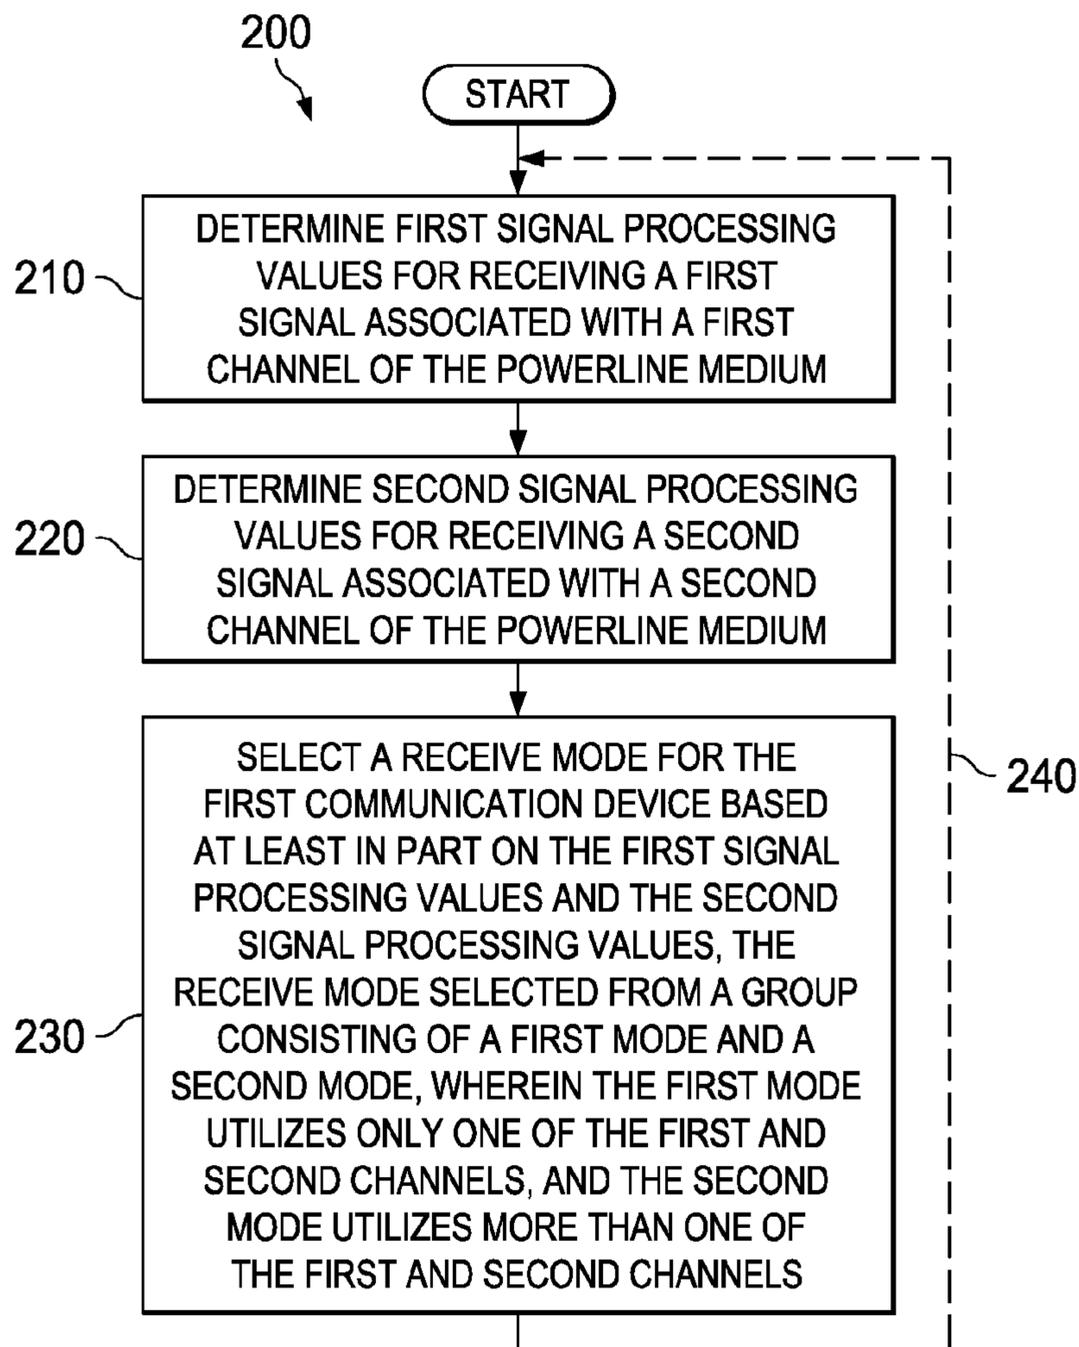 200
START
210
DETERMINE FIRST SIGNAL PROCESSING
VALUES FOR RECEIVING A FIRST
SIGNAL ASSOCIATED WITH A FIRST
CHANNEL OF THE POWERLINE MEDIUM
220
DETERMINE SECOND SIGNAL PROCESSING
VALUES FOR RECEIVING A SECOND
SIGNAL ASSOCIATED WITH A SECOND
CHANNEL OF THE POWERLINE MEDIUM
230
SELECT A RECEIVE MODE FOR THE
FIRST COMMUNICATION DEVICE BASED
AT LEAST IN PART ON THE FIRST SIGNAL
PROCESSING VALUES AND THE SECOND
SIGNAL PROCESSING VALUES, THE
RECEIVE MODE SELECTED FROM A GROUP
CONSISTING OF A FIRST MODE AND A
SECOND MODE, WHEREIN THE FIRST MODE
UTILIZES ONLY ONE OF THE FIRST AND
SECOND CHANNELS, AND THE SECOND
MODE UTILIZES MORE THAN ONE OF
THE FIRST AND SECOND CHANNELS
240